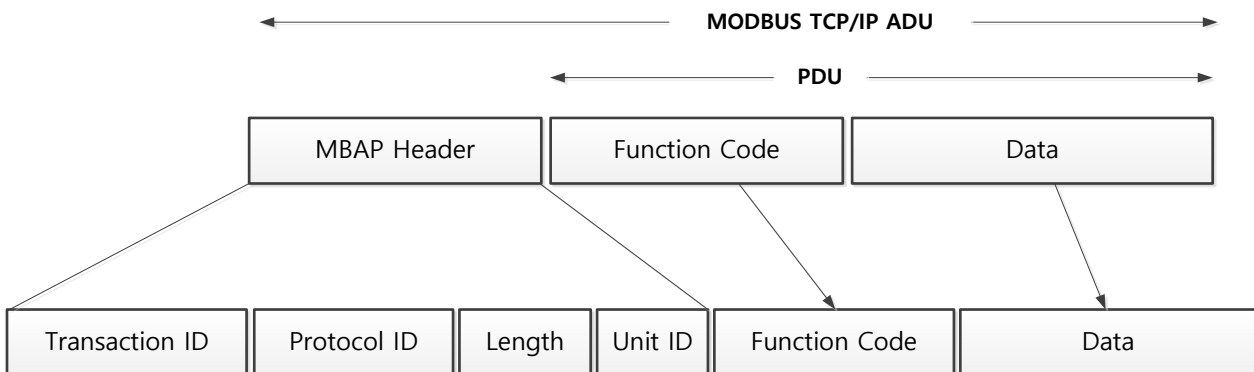 MODBUS TCP/IP ADU
PDU
MBAP Header Function Code Data
Transaction ID Protocol ID Length Unit ID Function Code Data